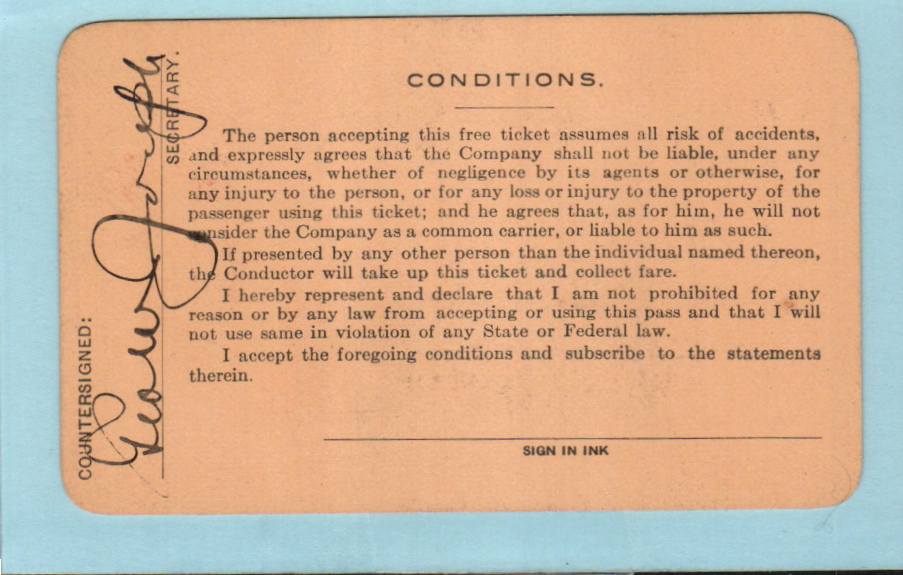 CONDITIONS.
The person accepting this free ticket assumes all risk of accidents,
and expressly agrees that the Company shall not be liable, under any
circumstances, whether of negligence by its agents or otherwise, for
any injury to the person, or for any loss or injury to the property of the
passenger using this ticket; and he agrees that, as for him, he will not
consider the Company as a common carrier, or liable to him as such.
If presented by any other person than the individual named thereon,
the Conductor will take up this ticket and collect fare.
I hereby represent and declare that I am not prohibited for any
reason or by any law from accepting or using this pass and that I will
not use same in violation of any State or Federal law.
I accept the foregoing conditions and subscribe to the statements
therein.
SIGN IN INK
COUNTERSIGNED:
Geo W Joseph
SECRETARY.